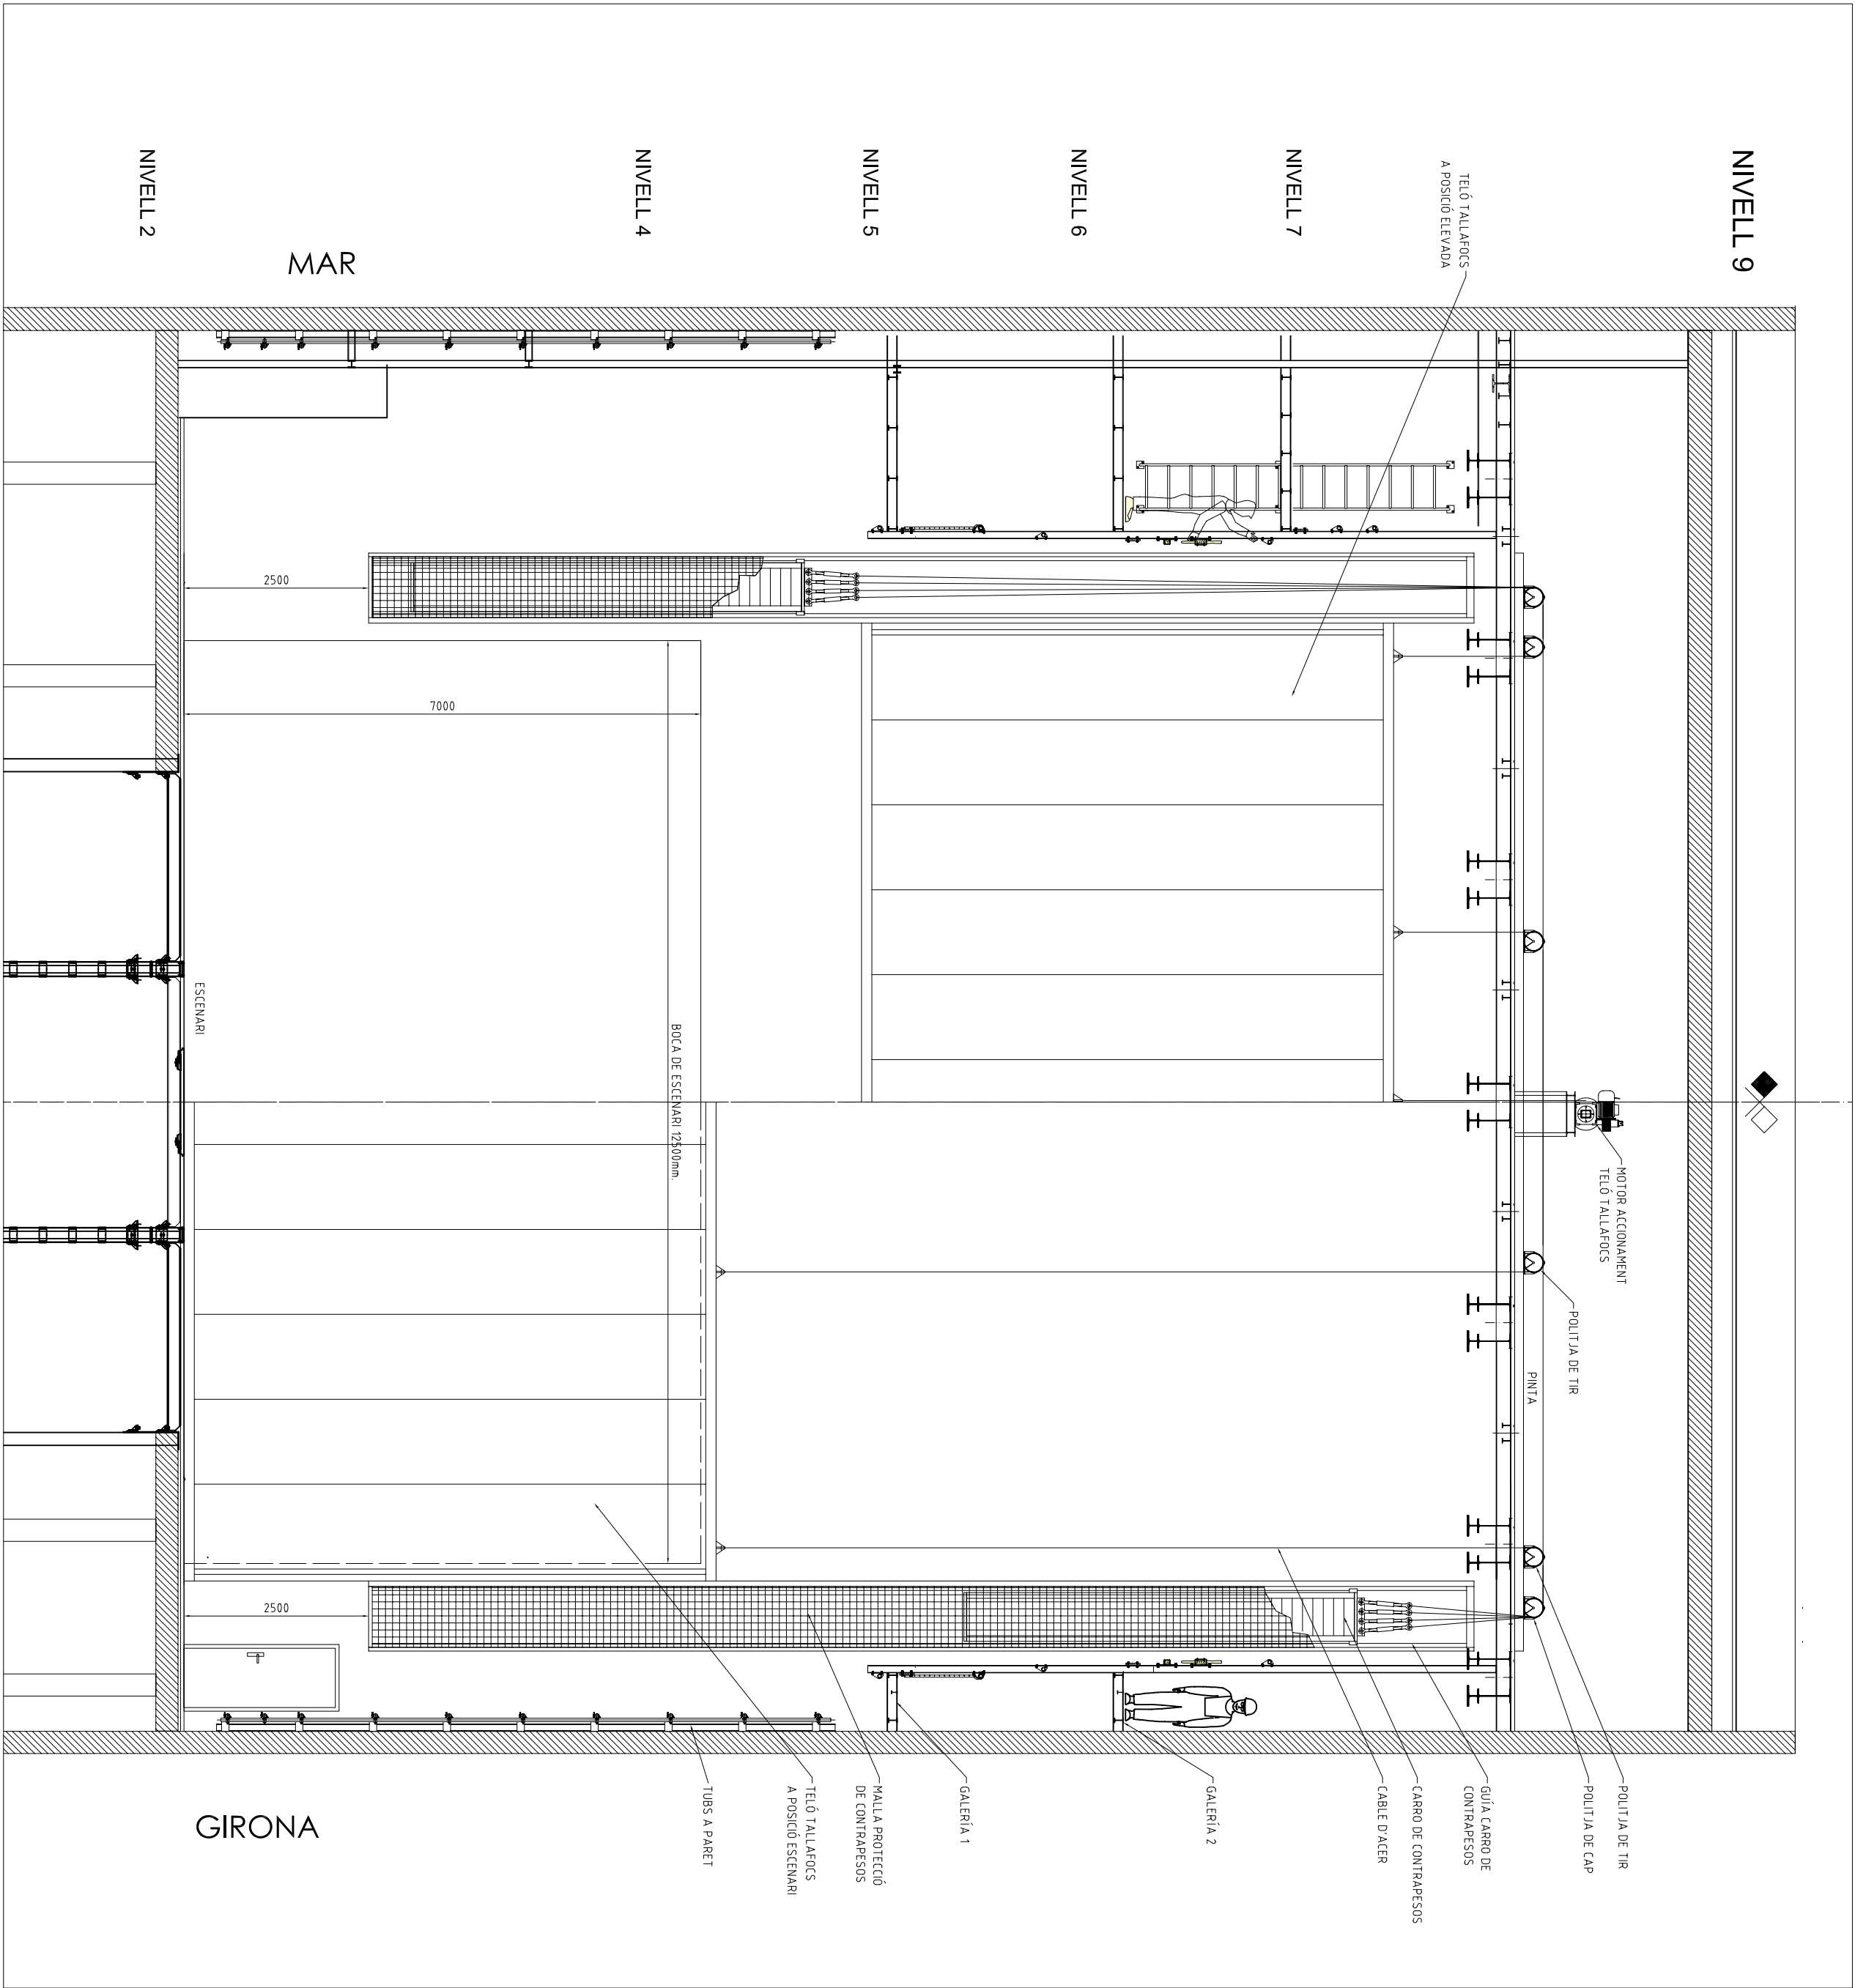 NIVELL 9
NIVELL 7
NIVELL 6
NIVELL 5
NIVELL 4
NIVELL 2
MAR
TELÓ TALLAFOCS
A POSICIÓ ELEVADA
2500
7000
ESCENARI
BOCA DE ESCENARI 12500mm.
MOTOR ACCIONAMENT
TELÓ TALLAFOCS
POLITJA DE TIR
PINTA
2500
POLITJA DE TIR
POLITJA DE CAP
GUÍA CARRO DE
CONTRAPESOS
CARRO DE CONTRAPESOS
CABLE D'ACER
GALERÍA 2
GALERÍA 1
MALLA PROTECCIÓ
DE CONTRAPESOS
TELÓ TALLAFOCS
A POSICIÓ ESCENARI
TUBS A PARET
GIRONA